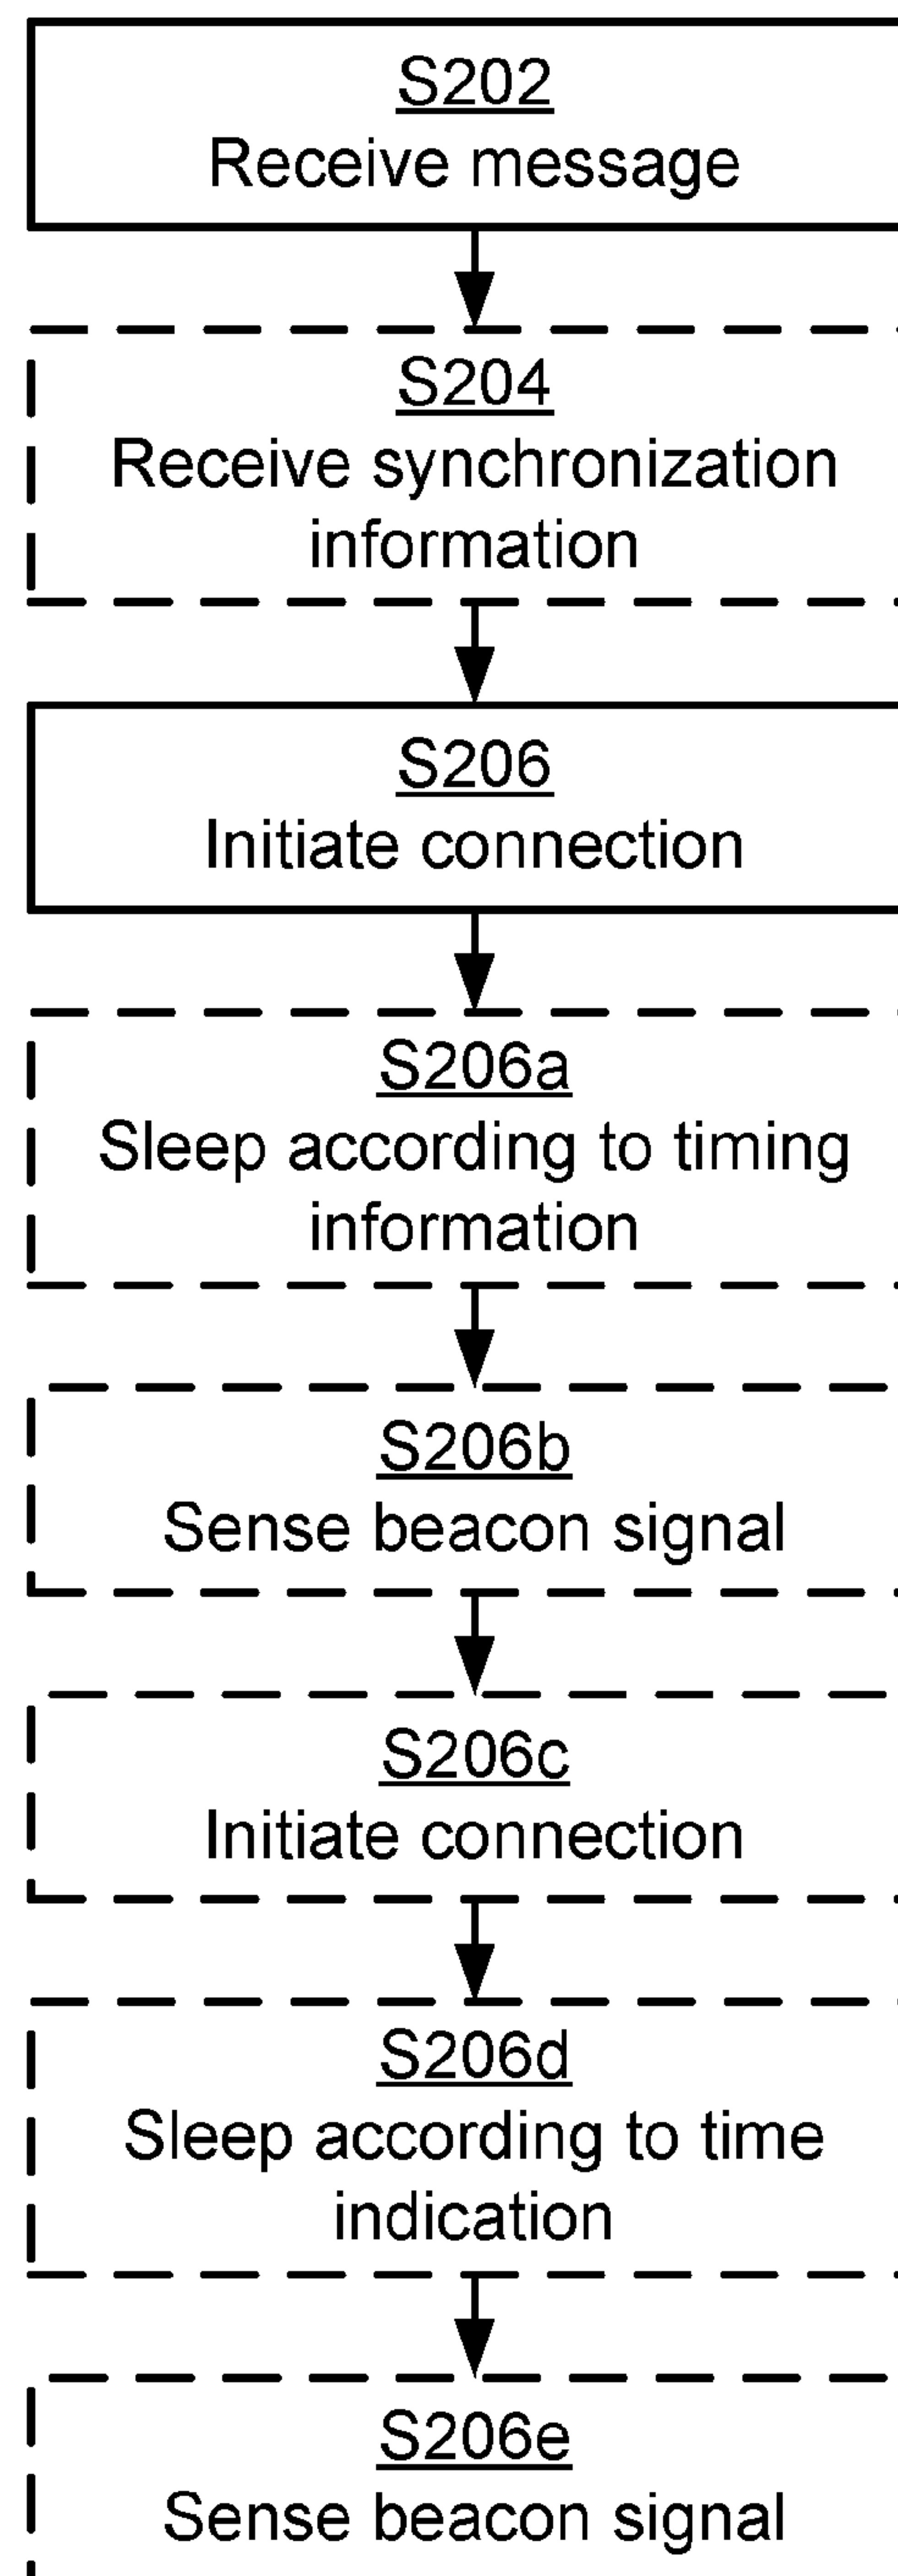 S202
Receive message
S204
Receive synchronization
information
S206
Initiate connection
S206a
Sleep according to timing
information
S206b
Sense beacon signal
S206c
Initiate connection
S206d
Sleep according to time
indication
S206e
Sense beacon signal